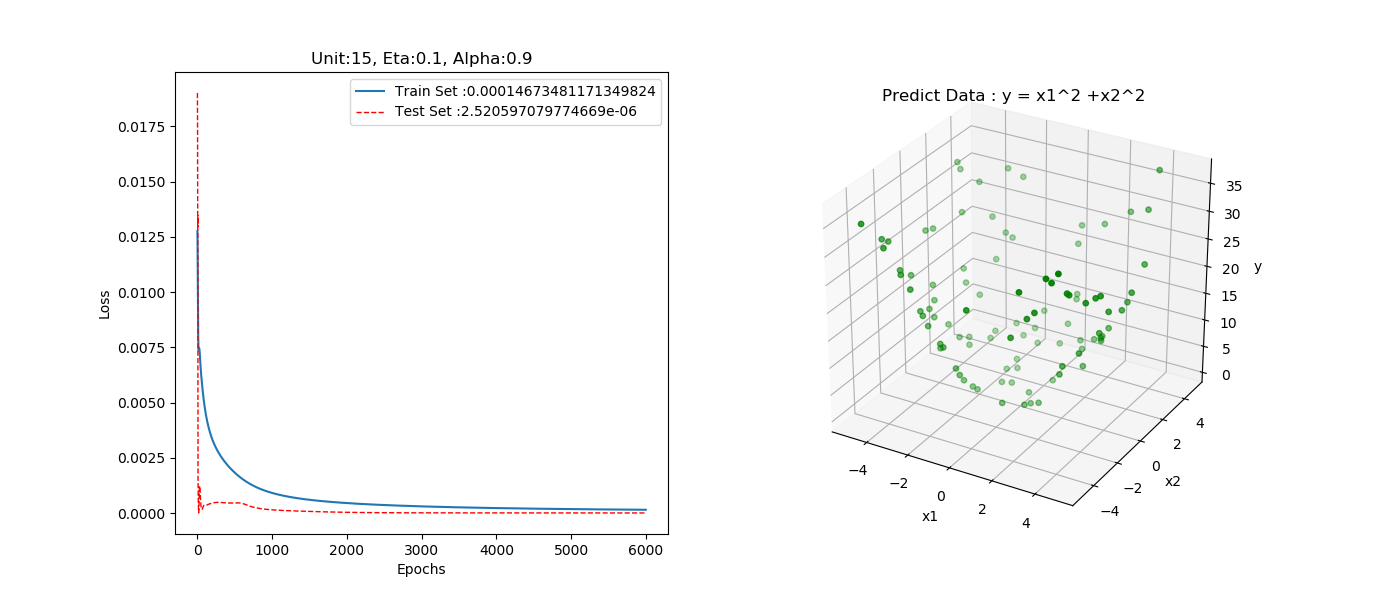 Unit:15, Eta:0.1, Alpha:0.9
Train Set :0.00014673481171349824
Test Set :2.520597079774669e-06
0.0175
0.0150
0.0125
0.0100
0.0075
0.0050
0.0025
0.0000
Loss
0 1000 2000 3000 4000 5000 6000
Epochs
Predict Data : y = x1^2 +x2^2
35
30
25
20
15
10
5
0
y
4
2
0
−2
−4
x2
−4
−2
0
2
4
x1